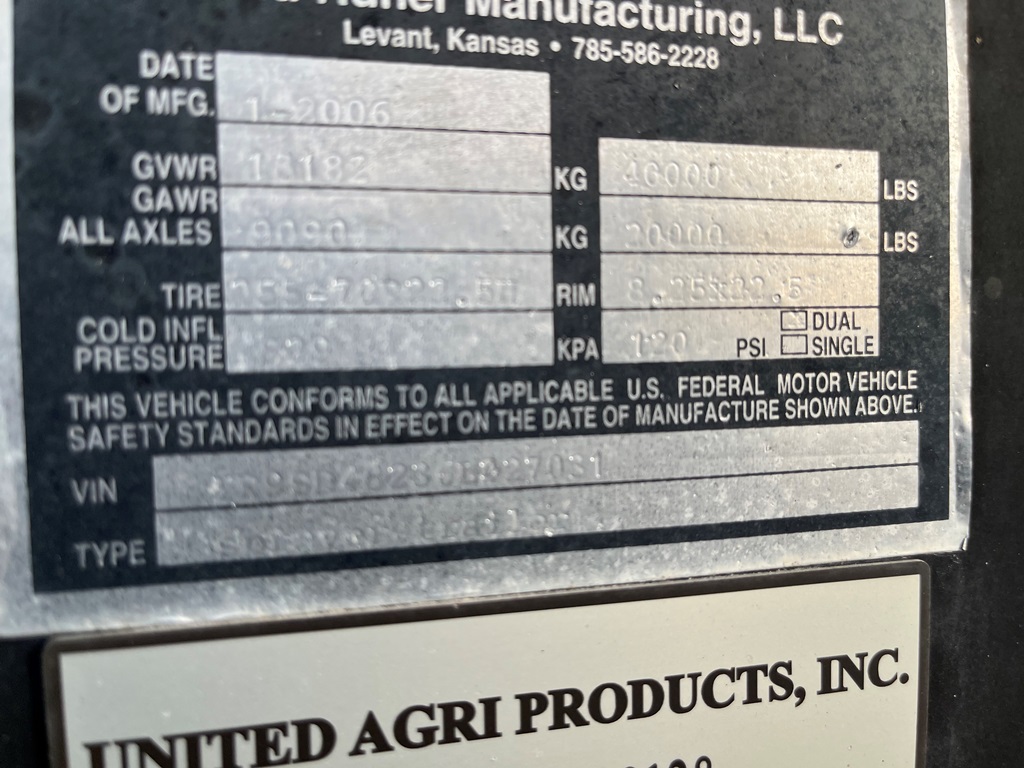 Manufacturing, LLC
Levant, Kansas • 785-586-2228
DATE OF MFG. 1-2006
GVWR 18182 KG 46000 LBS
GAWR ALL AXLES 9090 KG 20000 LBS
TIRE RIM 8.25x22.5
COLD INFL PRESSURE KPA 120 PSI DUAL SINGLE
THIS VEHICLE CONFORMS TO ALL APPLICABLE U.S. FEDERAL MOTOR VEHICLE
SAFETY STANDARDS IN EFFECT ON THE DATE OF MANUFACTURE SHOWN ABOVE.
VIN
TYPE
UNITED AGRI PRODUCTS, INC.